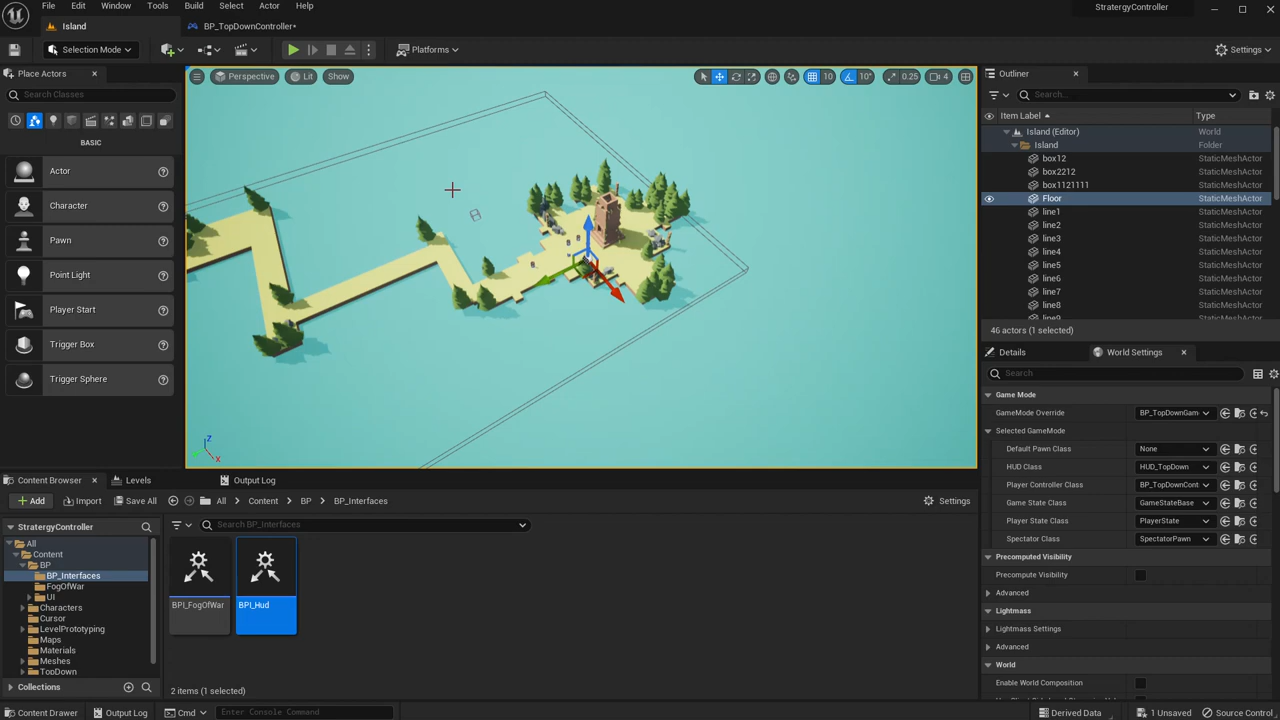 File Edit Window Tools Build Select Actor Help
StratergyController
Island
BP_TopDownController*
Selection Mode
Platforms
Settings
Place Actors
Search Classes
BASIC
Actor
Character
Pawn
Point Light
Player Start
Trigger Box
Trigger Sphere
Perspective
Lit
Show
10
10°
0.25
4
Z
X
Outliner
Search...
Item Label
Type
Island (Editor) World
Island Folder
box12 StaticMeshActor
box2212 StaticMeshActor
box1121111 StaticMeshActor
Floor StaticMeshActor
line1 StaticMeshActor
line2 StaticMeshActor
line3 StaticMeshActor
line4 StaticMeshActor
line5 StaticMeshActor
line6 StaticMeshActor
line7 StaticMeshActor
line8 StaticMeshActor
line9 StaticMeshActor
46 actors (1 selected)
Details
World Settings
Search
Game Mode
GameMode Override BP_TopDownGam
Selected GameMode
Default Pawn Class None
HUD Class HUD_TopDown
Player Controller Class BP_TopDownCont
Game State Class GameStateBase
Player State Class PlayerState
Spectator Class SpectatorPawn
Precomputed Visibility
Precompute Visibility
Advanced
Lightmass
Lightmass Settings
Advanced
World
Enable World Composition
Content Browser
Levels
Output Log
Add
Import
Save All
All
Content
BP
BP_Interfaces
Settings
StratergyController
Search BP_Interfaces
All
Content
BP
BP_Interfaces
FogOfWar
UI
Characters
Cursor
LevelPrototyping
Maps
Materials
Meshes
TopDown
Collections
BPI_FogOfWar
BPI_Hud
2 items (1 selected)
Content Drawer
Output Log
Cmd
Enter Console Command
Derived Data
1 Unsaved
Source Control